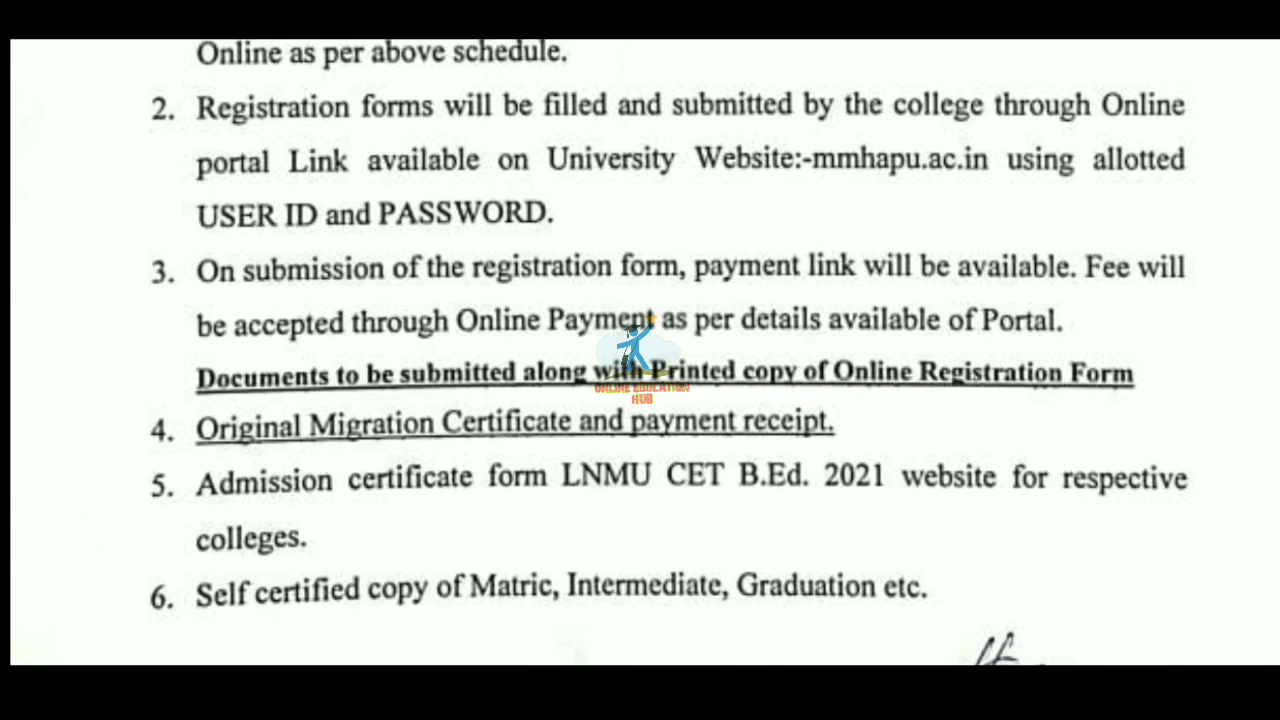 Online as per above schedule.
2. Registration forms will be filled and submitted by the college through Online
portal Link available on University Website:-mmhapu.ac.in using allotted
USER ID and PASSWORD.
3. On submission of the registration form, payment link will be available. Fee will
be accepted through Online Payment as per details available of Portal.
Documents to be submitted along with Printed copy of Online Registration Form
ONLINE EDUCATION
HUB
4. Original Migration Certificate and payment receipt.
5. Admission certificate form LNMU CET B.Ed. 2021 website for respective
colleges.
6. Self certified copy of Matric, Intermediate, Graduation etc.